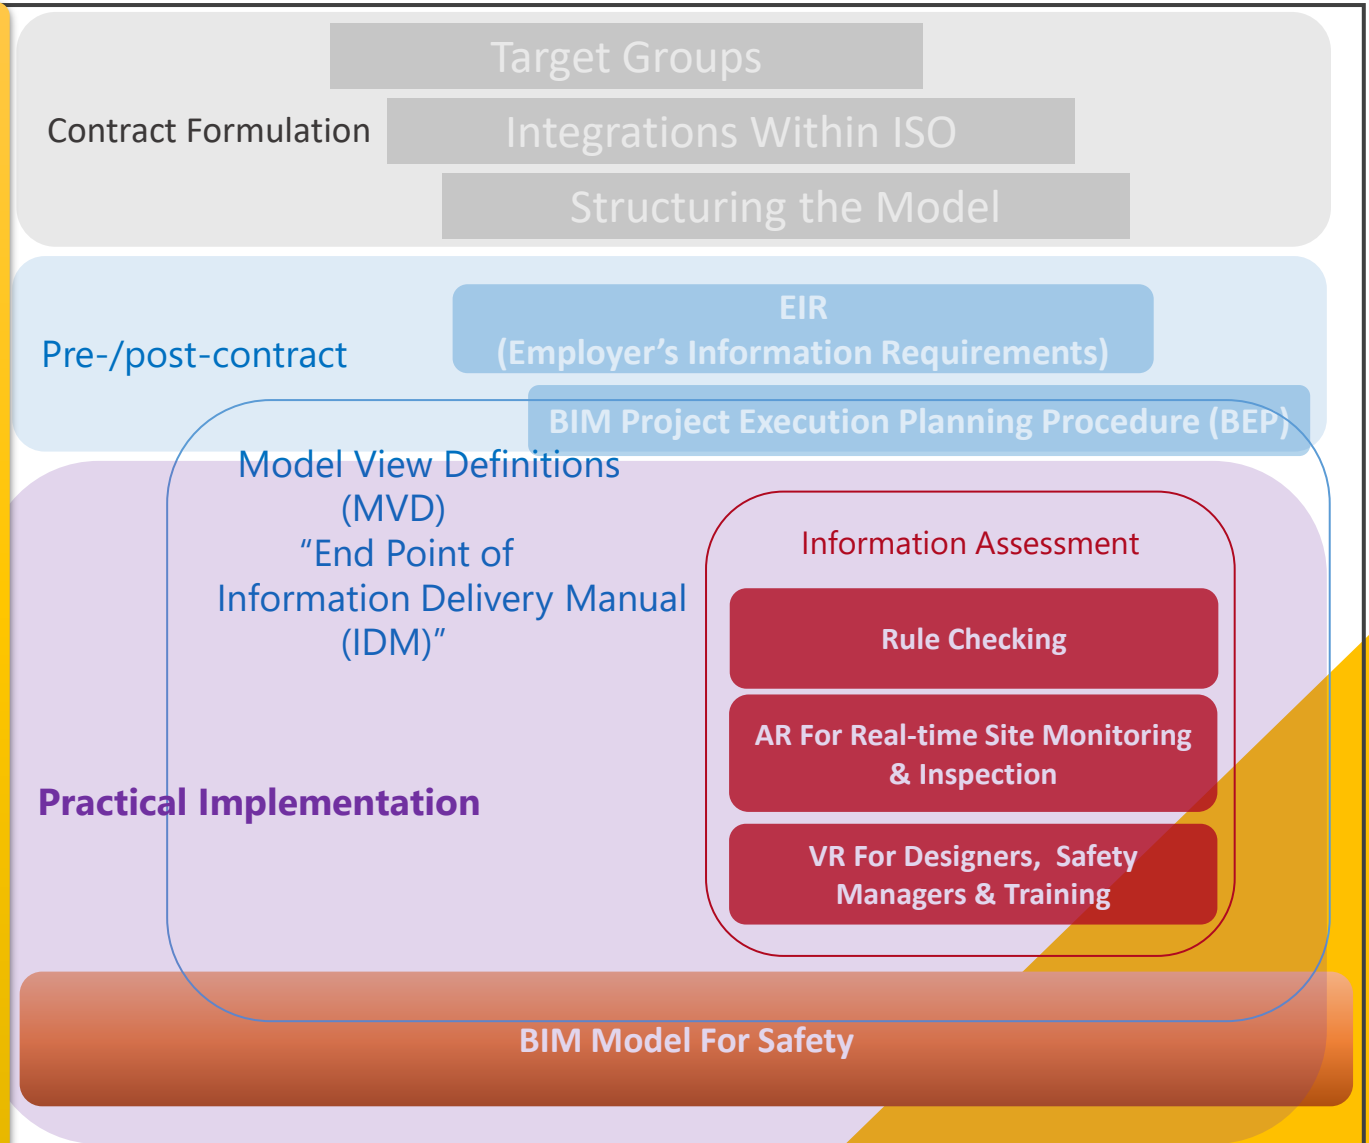 Target Groups
Contract Formulation
Integrations Within ISO
Structuring the Model
EIR
(Employer’s Information Requirements)
Pre-/post-contract
BIM Project Execution Planning Procedure (BEP)
Model View Definitions
(MVD)
“End Point of
Information Delivery Manual
(IDM)”
Information Assessment
Rule Checking
AR For Real-time Site Monitoring
& Inspection
Practical Implementation
VR For Designers,  Safety
Managers & Training
BIM Model For Safety